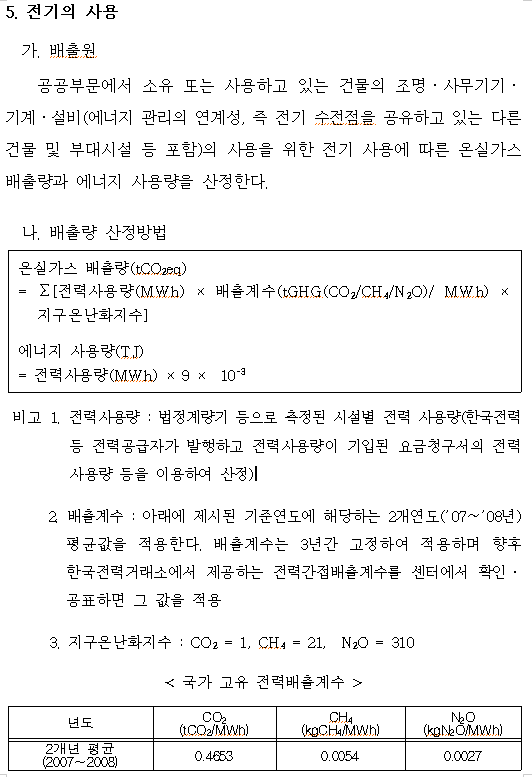 5. 전기의 사용
가. 배출원
공공부문에서 소유 또는 사용하고 있는 건물의 조명·사무기기·
기계·설비(에너지 관리의 연계성, 즉 전기 수전점을 공유하고 있는 다른
건물 및 부대시설 등 포함)의 사용을 위한 전기 사용에 따른 온실가스
배출량과 에너지 사용량을 산정한다.
나. 배출량 산정방법
온실가스 배출량(tCO₂eq)
= Σ[전력사용량(MWh) × 배출계수(tGHG(CO₂/CH₄/N₂O)/ MWh) ×
지구온난화지수]
에너지 사용량(TJ)
= 전력사용량(MWh) × 9 × 10⁻³
비고 1. 전력사용량 : 법정계량기 등으로 측정된 시설별 전력 사용량(한국전력
등 전력공급자가 발행하고 전력사용량이 기입된 요금청구서의 전력
사용량 등을 이용하여 산정)
2. 배출계수 : 아래에 제시된 기준연도에 해당하는 2개연도('07~'08년)
평균값을 적용한다. 배출계수는 3년간 고정하여 적용하며 향후
한국전력거래소에서 제공하는 전력간접배출계수를 센터에서 확인·
공표하면 그 값을 적용
3. 지구온난화지수 : CO₂ = 1, CH₄ = 21, N₂O = 310
< 국가 고유 전력배출계수 >
년도 CO₂ CH₄ N₂O
(tCO₂/MWh) (kgCH₄/MWh) (kgN₂O/MWh)
2개년 평균
(2007~2008) 0.4653 0.0054 0.0027